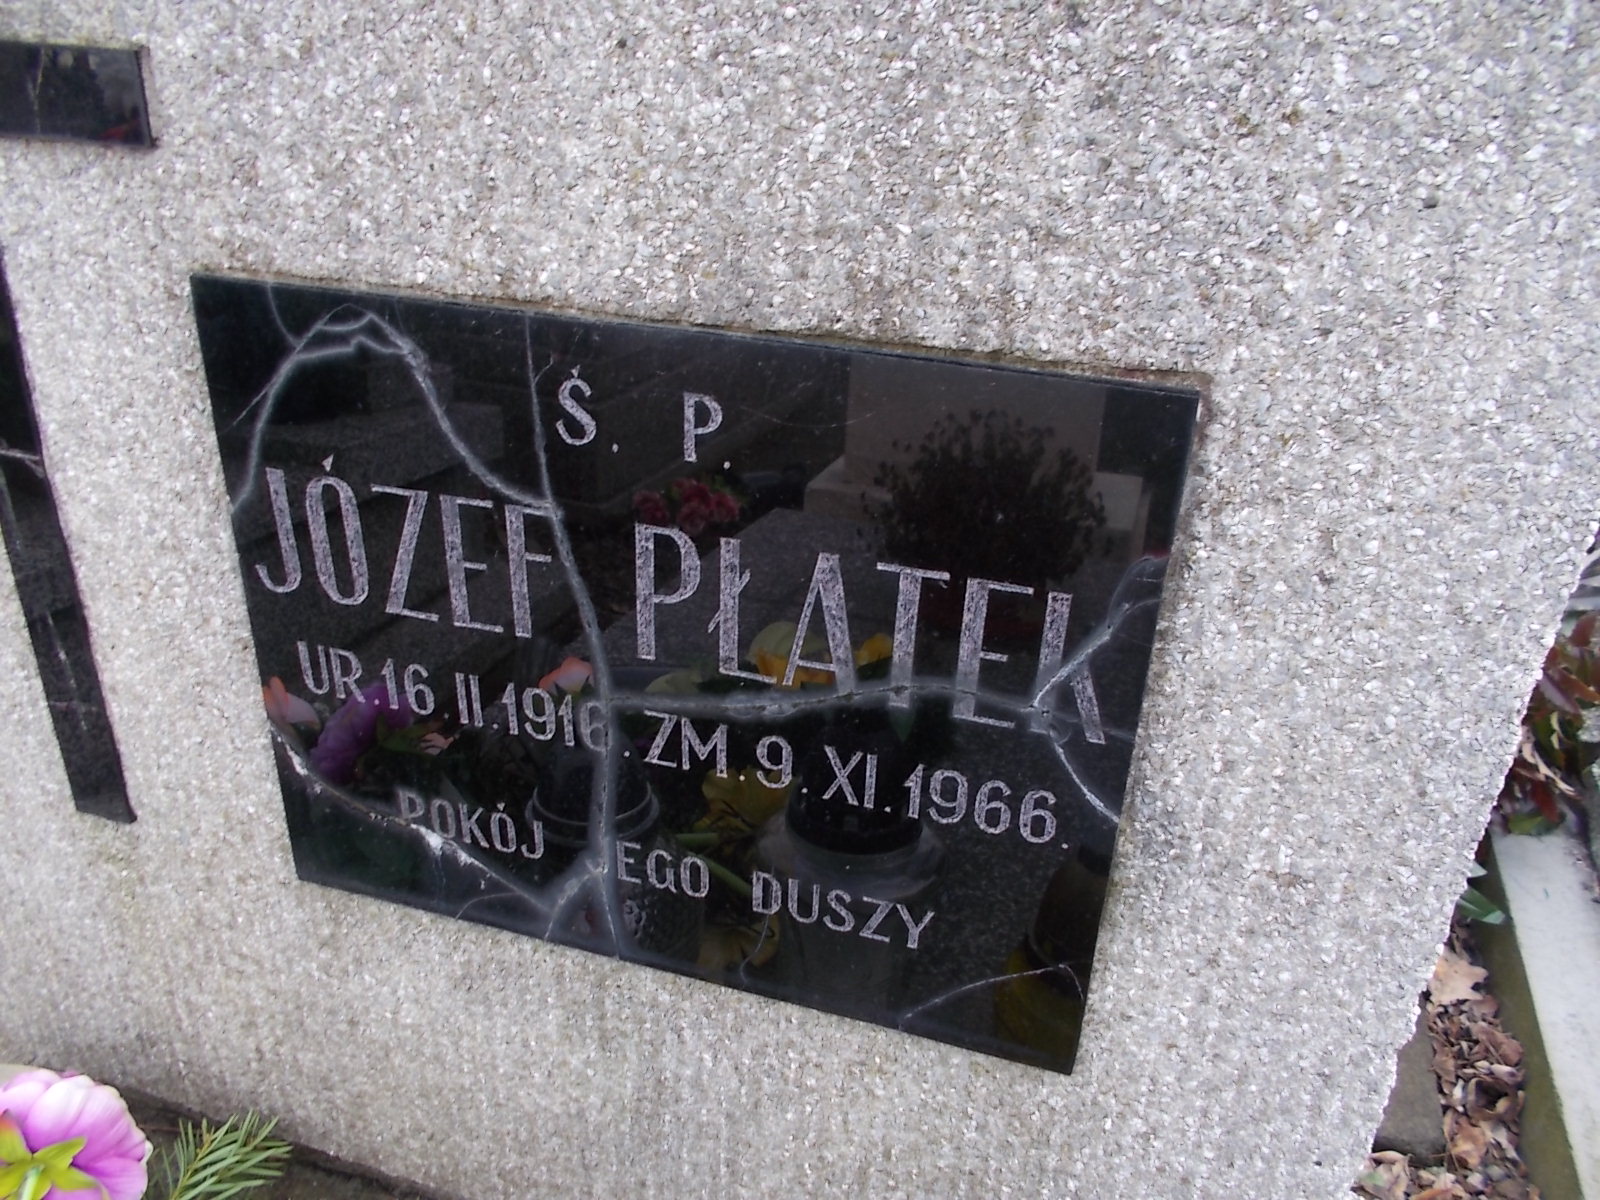 Ś. P.
JÓZEF PŁATEK
UR. 16 II. 1916. ZM. 9. XI. 1966.
POKÓJ JEGO DUSZY